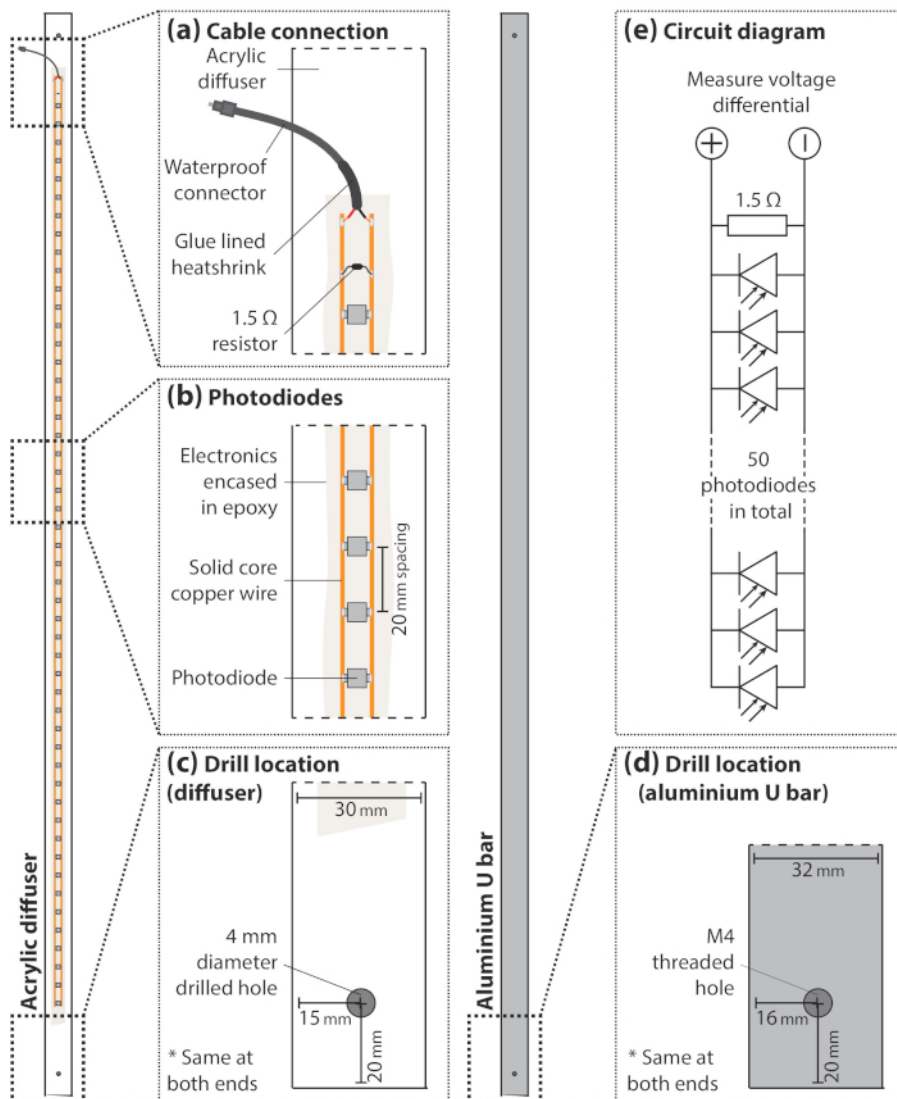 (a) Cable connection
Acrylic
diffuser
Waterproof
connector
Glue lined
heatshrink
1.5 Ω
resistor
(b) Photodiodes
Electronics
encased
in epoxy
Solid core
copper wire
20 mm spacing
Photodiode
(c) Drill location
(diffuser)
30 mm
4 mm
diameter
drilled hole
15 mm
20 mm
* Same at
both ends
Acrylic diffuser
Aluminium U bar
(e) Circuit diagram
Measure voltage
differential
+ −
1.5 Ω
50
photodiodes
in total
(d) Drill location
(aluminium U bar)
32 mm
M4
threaded
hole
16 mm
20 mm
* Same at
both ends